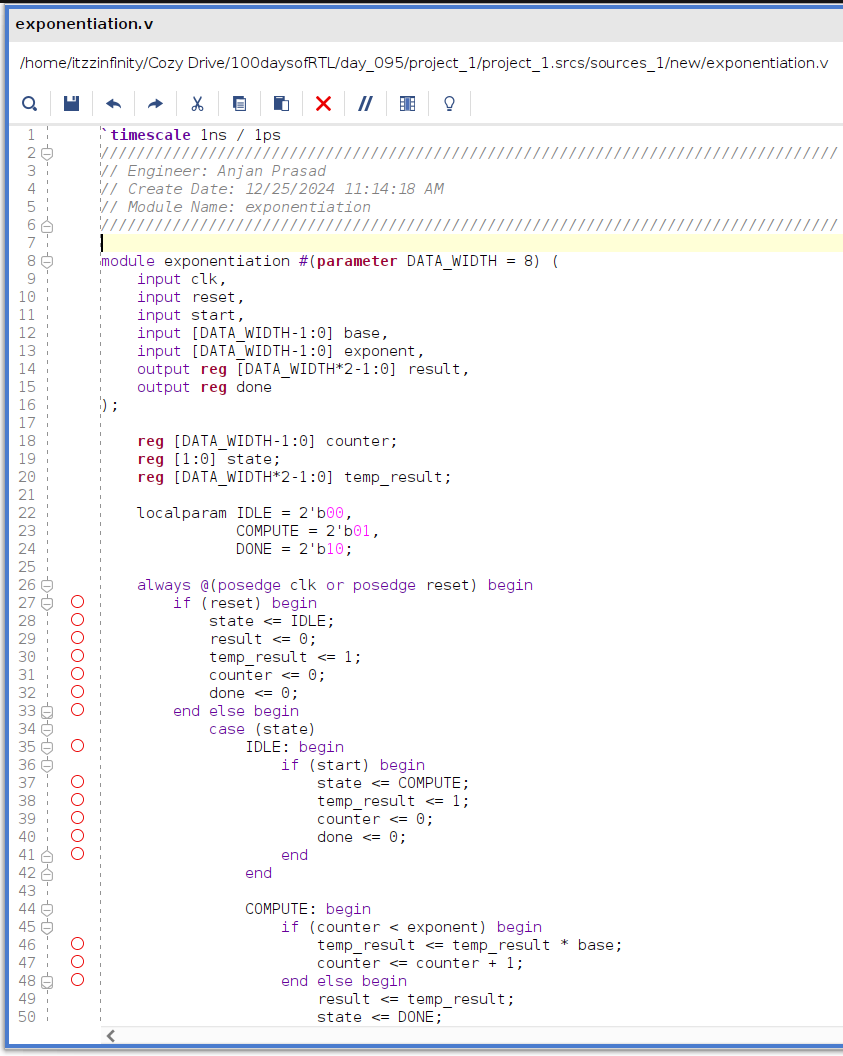 exponentiation.v
/home/itzzinfinity/Cozy Drive/100daysofRTL/day_095/project_1/project_1.srcs/sources_1/new/exponentiation.v
1 `timescale 1ns / 1ps
2 //////////////////////////////////////////////////////////////////////////////////
3 // Engineer: Anjan Prasad
4 // Create Date: 12/25/2024 11:14:18 AM
5 // Module Name: exponentiation
6 //////////////////////////////////////////////////////////////////////////////////
7
8 module exponentiation #(parameter DATA_WIDTH = 8) (
9     input clk,
10     input reset,
11     input start,
12     input [DATA_WIDTH-1:0] base,
13     input [DATA_WIDTH-1:0] exponent,
14     output reg [DATA_WIDTH*2-1:0] result,
15     output reg done
16 );
17
18     reg [DATA_WIDTH-1:0] counter;
19     reg [1:0] state;
20     reg [DATA_WIDTH*2-1:0] temp_result;
21
22     localparam IDLE = 2'b00,
23                COMPUTE = 2'b01,
24                DONE = 2'b10;
25
26     always @(posedge clk or posedge reset) begin
27         if (reset) begin
28             state <= IDLE;
29             result <= 0;
30             temp_result <= 1;
31             counter <= 0;
32             done <= 0;
33         end else begin
34             case (state)
35                 IDLE: begin
36                     if (start) begin
37                         state <= COMPUTE;
38                         temp_result <= 1;
39                         counter <= 0;
40                         done <= 0;
41                     end
42                 end
43
44                 COMPUTE: begin
45                     if (counter < exponent) begin
46                         temp_result <= temp_result * base;
47                         counter <= counter + 1;
48                     end else begin
49                         result <= temp_result;
50                         state <= DONE;